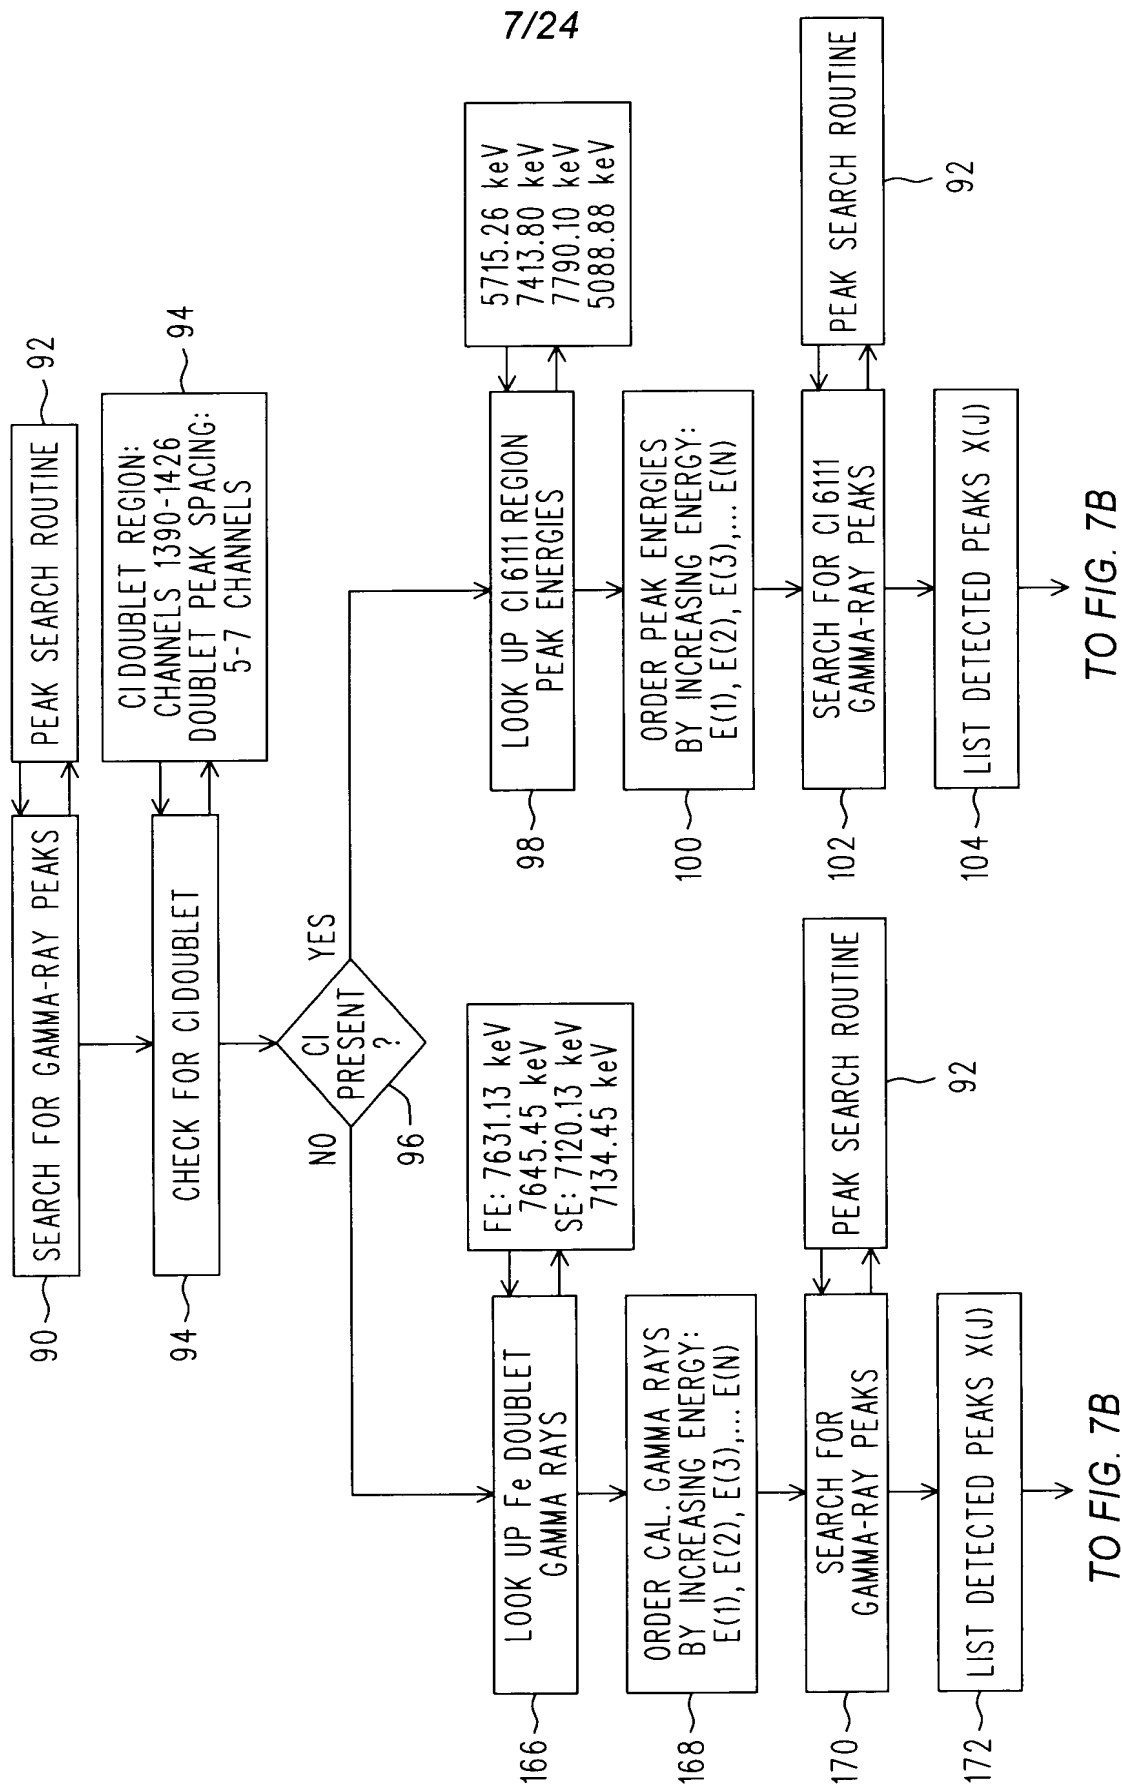 7/24
90
SEARCH FOR GAMMA-RAY PEAKS
PEAK SEARCH ROUTINE
92
94
CHECK FOR Cl DOUBLET
Cl DOUBLET REGION:
CHANNELS 1390-1426
DOUBLET PEAK SPACING:
5-7 CHANNELS
94
Cl
PRESENT
?
96
NO
YES
166
LOOK UP Fe DOUBLET
GAMMA RAYS
FE: 7631.13 keV
7645.45 keV
SE: 7120.13 keV
7134.45 keV
168
ORDER CAL. GAMMA RAYS
BY INCREASING ENERGY:
E(1), E(2), E(3),... E(N)
170
SEARCH FOR
GAMMA-RAY PEAKS
PEAK SEARCH ROUTINE
92
172
LIST DETECTED PEAKS X(J)
TO FIG. 7B
98
LOOK UP Cl 6111 REGION
PEAK ENERGIES
5715.26 keV
7413.80 keV
7790.10 keV
5088.88 keV
100
ORDER PEAK ENERGIES
BY INCREASING ENERGY:
E(1), E(2), E(3),... E(N)
102
SEARCH FOR Cl 6111
GAMMA-RAY PEAKS
PEAK SEARCH ROUTINE
92
104
LIST DETECTED PEAKS X(J)
TO FIG. 7B